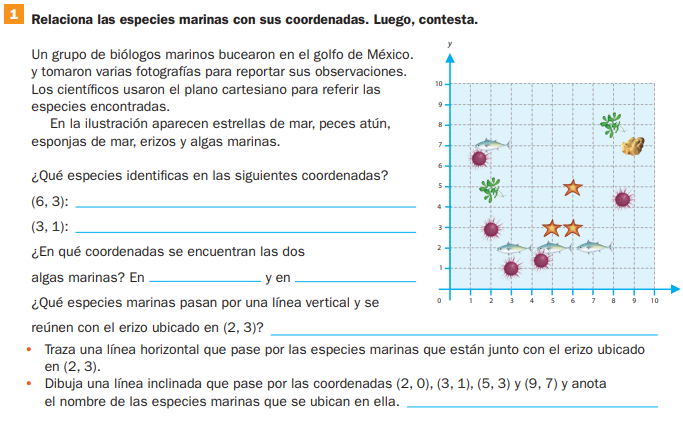 1 Relaciona las especies marinas con sus coordenadas. Luego, contesta.
Un grupo de biólogos marinos bucearon en el golfo de México.
y tomaron varias fotografías para reportar sus observaciones.
Los científicos usaron el plano cartesiano para referir las
especies encontradas.
En la ilustración aparecen estrellas de mar, peces atún,
esponjas de mar, erizos y algas marinas.
¿Qué especies identificas en las siguientes coordenadas?
(6, 3):
(3, 1):
¿En qué coordenadas se encuentran las dos
algas marinas? En y en
¿Qué especies marinas pasan por una línea vertical y se
reúnen con el erizo ubicado en (2, 3)?
y
10
9
8
7
6
5
4
3
2
1
0 1 2 3 4 5 6 7 8 9 10
• Traza una línea horizontal que pase por las especies marinas que están junto con el erizo ubicado
en (2, 3).
• Dibuja una línea inclinada que pase por las coordenadas (2, 0), (3, 1), (5, 3) y (9, 7) y anota
el nombre de las especies marinas que se ubican en ella.